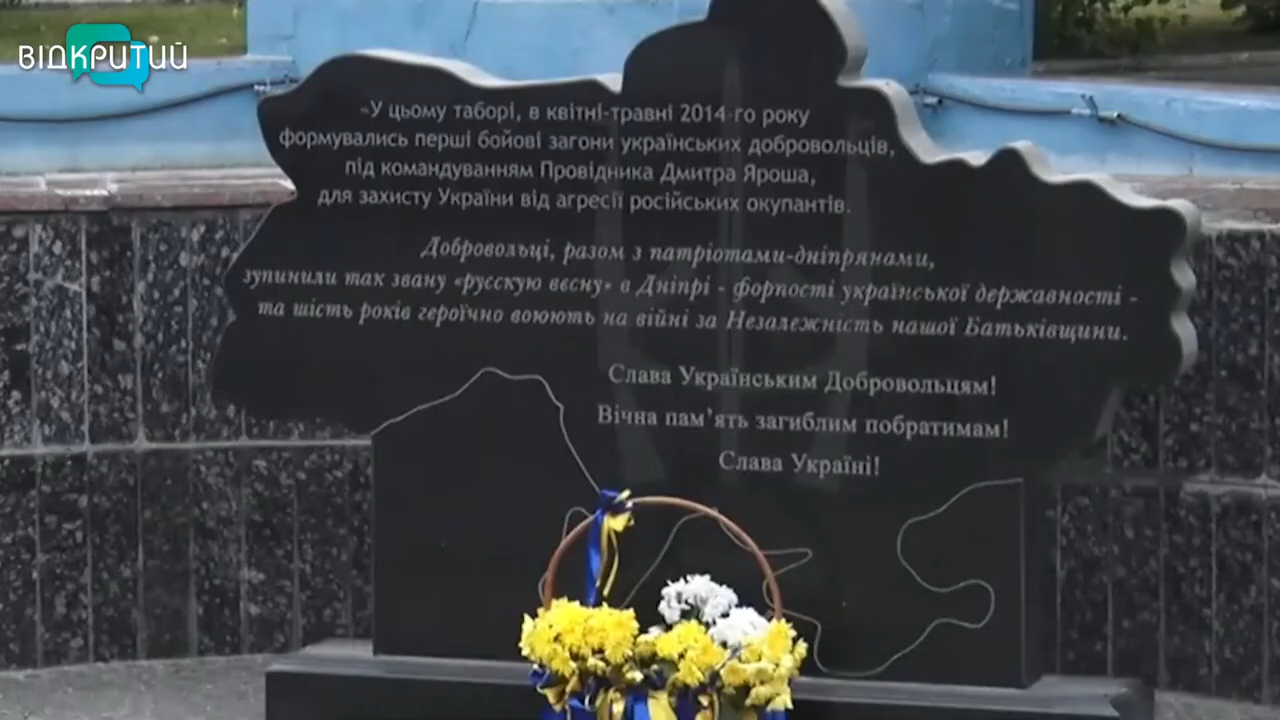 ВІДКРИТИЙ
«У цьому таборі, в квітні-травні 2014-го року
формувались перші бойові загони українських добровольців,
під командуванням Провідника Дмитра Яроша,
для захисту України від агресії російських окупантів.
Добровольці, разом з патріотами-дніпрянами,
зупинили так звану «русскую вєсну» в Дніпрі - форпості української державності -
та шість років героїчно воюють на війні за Незалежність нашої Батьківщини.
Слава Українським Добровольцям!
Вічна пам’ять загиблим побратимам!
Слава Україні!